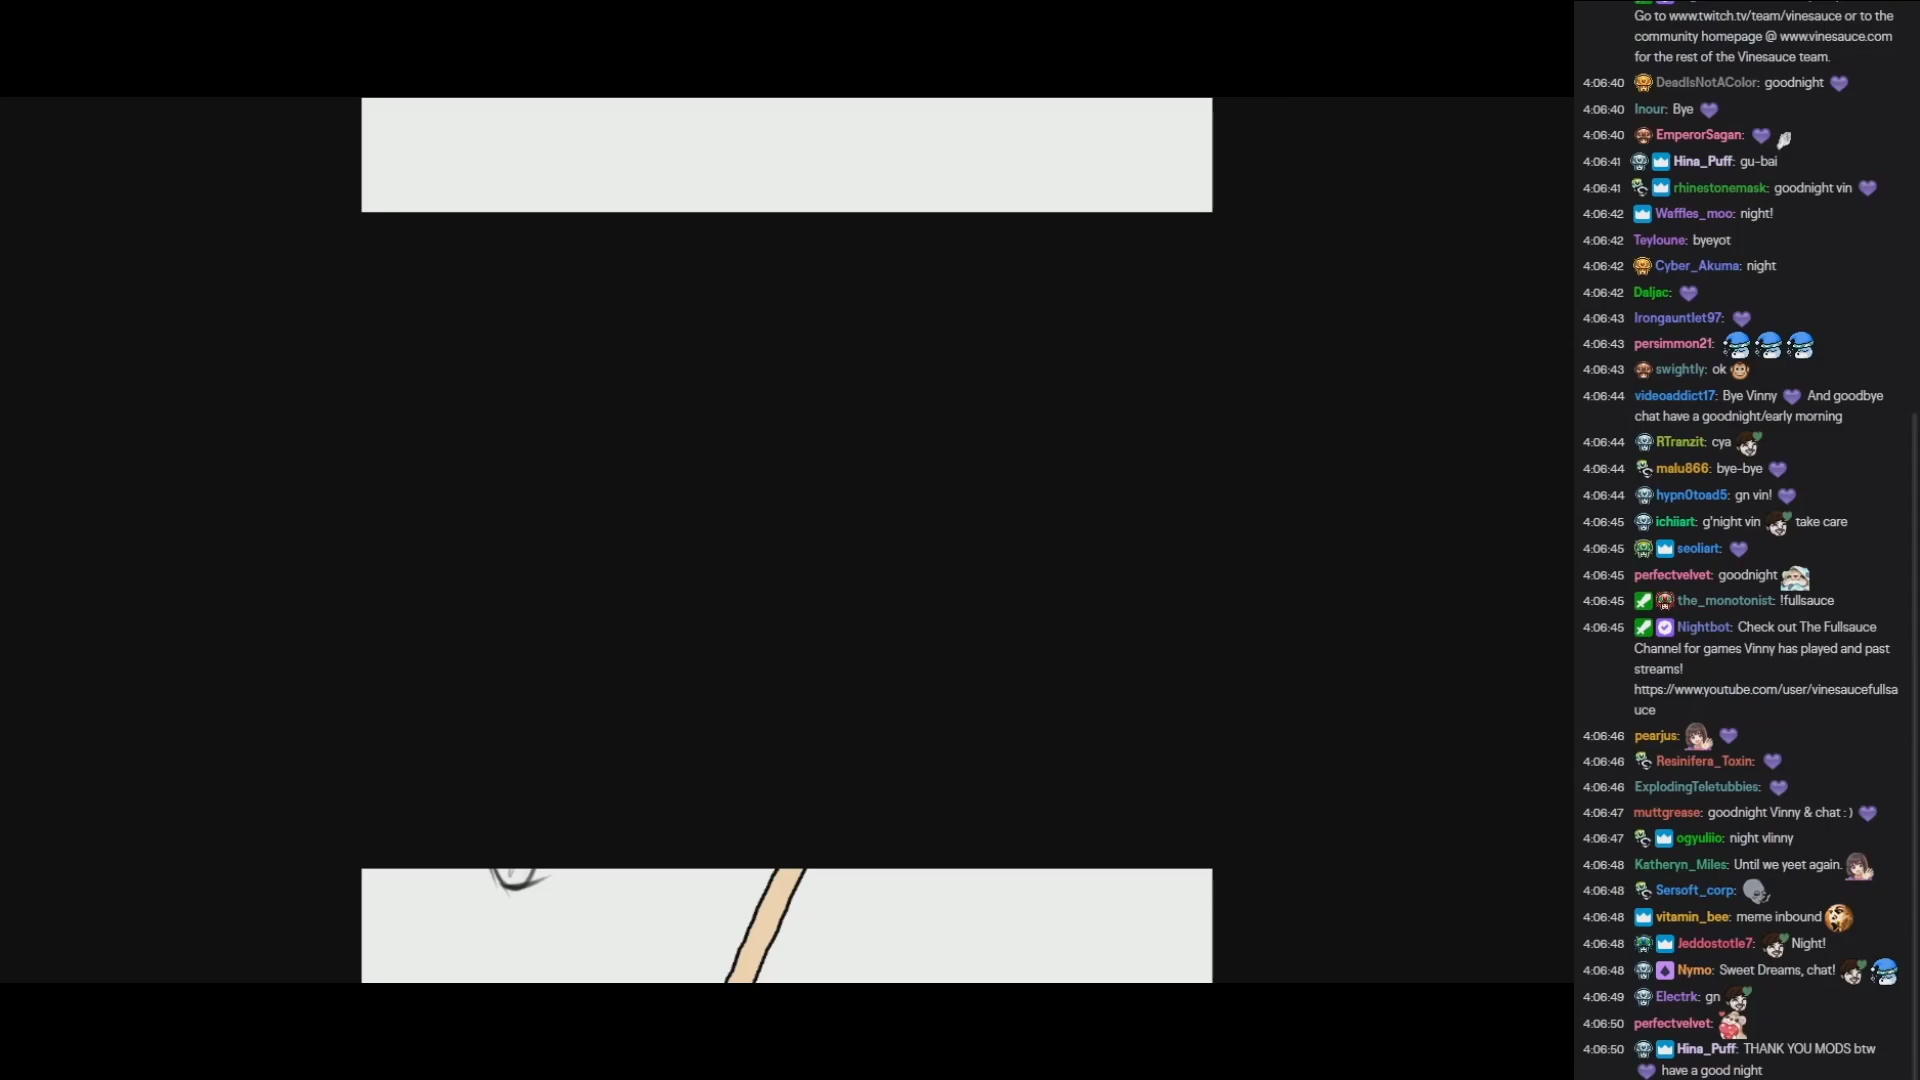 Go to www.twitch.tv/team/vinesauce or to the
community homepage @ www.vinesauce.com
for the rest of the Vinesauce team.
4:06:40 DeadIsNotAColor: goodnight
4:06:40 Inour: Bye
4:06:40 EmperorSagan:
4:06:41 Hina_Puff: gu-bai
4:06:41 rhinestonemask: goodnight vin
4:06:42 Waffles_moo: night!
4:06:42 Teyloune: byeyot
4:06:42 Cyber_Akuma: night
4:06:42 Daljac:
4:06:43 Irongauntlet97:
4:06:43 persimmon21:
4:06:43 swightly: ok
4:06:44 videoaddict17: Bye Vinny And goodbye
chat have a goodnight/early morning
4:06:44 RTranzit: cya
4:06:44 malu866: bye-bye
4:06:44 hypn0toad5: gn vin!
4:06:45 ichiiart: g'night vin take care
4:06:45 seoliart:
4:06:45 perfectvelvet: goodnight
4:06:45 the_monotonist: !fullsauce
4:06:45 Nightbot: Check out The Fullsauce
Channel for games Vinny has played and past
streams!
https://www.youtube.com/user/vinesaucefullsa
uce
4:06:46 pearjus:
4:06:46 Resinifera_Toxin:
4:06:46 ExplodingTeletubbies:
4:06:47 muttgrease: goodnight Vinny & chat : )
4:06:47 ogyuliio: night vlinny
4:06:48 Katheryn_Miles: Until we yeet again.
4:06:48 Sersoft_corp:
4:06:48 vitamin_bee: meme inbound
4:06:48 Jeddostotle7: Night!
4:06:48 Nymo: Sweet Dreams, chat!
4:06:49 Electrk: gn
4:06:50 perfectvelvet:
4:06:50 Hina_Puff: THANK YOU MODS btw
have a good night